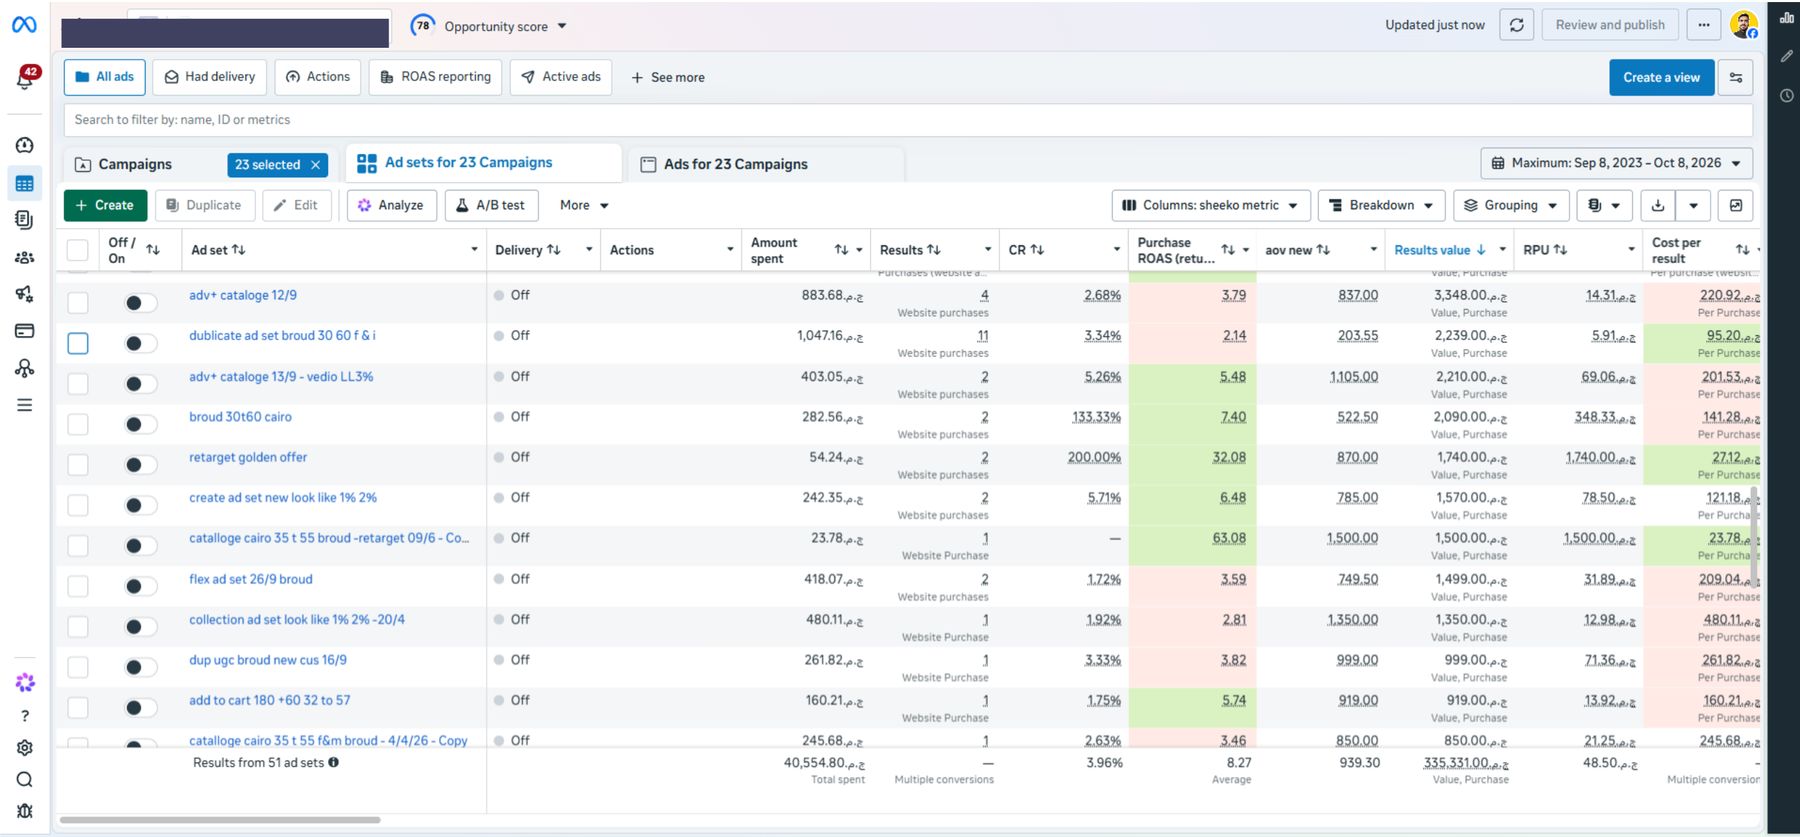 78 Opportunity score
Updated just now
Review and publish
42
All ads
Had delivery
Actions
ROAS reporting
Active ads
+ See more
Create a view
Search to filter by: name, ID or metrics
Campaigns
23 selected ×
Ad sets for 23 Campaigns
Ads for 23 Campaigns
Maximum: Sep 8, 2023 – Oct 8, 2026
+ Create
Duplicate
Edit
Analyze
A/B test
More
Columns: sheeko metric
Breakdown
Grouping
Off / On
Ad set
Delivery
Actions
Amount spent
Results
CR
Purchase ROAS (retu...
aov new
Results value
RPU
Cost per result
Purchases (website a... Value, Purchase Per purchase (websit...
adv+ cataloge 12/9 Off 883.68.ج.م. 4 2.68% 3.79 837.00 3,348.00.ج.م. 14.31.ج.م. 220.92.ج.م.
Website purchases Value, Purchase Per Purchase
dublicate ad set broud 30 60 f & i Off 1,047.16.ج.م. 11 3.34% 2.14 203.55 2,239.00.ج.م. 5.91.ج.م. 95.20.ج.م.
Website purchases Value, Purchase Per Purchase
adv+ cataloge 13/9 - vedio LL3% Off 403.05.ج.م. 2 5.26% 5.48 1,105.00 2,210.00.ج.م. 69.06.ج.م. 201.53.ج.م.
Website purchases Value, Purchase Per Purchase
broud 30t60 cairo Off 282.56.ج.م. 2 133.33% 7.40 522.50 2,090.00.ج.م. 348.33.ج.م. 141.28.ج.م.
Website purchases Value, Purchase Per Purchase
retarget golden offer Off 54.24.ج.م. 2 200.00% 32.08 870.00 1,740.00.ج.م. 1,740.00.ج.م. 27.12.ج.م.
Website purchases Value, Purchase Per Purchase
create ad set new look like 1% 2% Off 242.35.ج.م. 2 5.71% 6.48 785.00 1,570.00.ج.م. 78.50.ج.م. 121.18.ج.م.
Website purchases Value, Purchase Per Purcha
catalloge cairo 35 t 55 broud -retarget 09/6 - Co... Off 23.78.ج.م. 1 — 63.08 1,500.00 1,500.00.ج.م. 1,500.00.ج.م. 23.78.ج.م.
Website Purchase Value, Purchase Per Purcha
flex ad set 26/9 broud Off 418.07.ج.م. 2 1.72% 3.59 749.50 1,499.00.ج.م. 31.89.ج.م. 209.04.ج.م.
Website purchases Value, Purchase Per Purchase
collection ad set look like 1% 2% -20/4 Off 480.11.ج.م. 1 1.92% 2.81 1,350.00 1,350.00.ج.م. 12.98.ج.م. 480.11.ج.م.
Website Purchase Value, Purchase Per Purchase
dup ugc broud new cus 16/9 Off 261.82.ج.م. 1 3.33% 3.82 999.00 999.00.ج.م. 71.36.ج.م. 261.82.ج.م.
Website Purchase Value, Purchase Per Purchase
add to cart 180 +60 32 to 57 Off 160.21.ج.م. 1 1.75% 5.74 919.00 919.00.ج.م. 13.92.ج.م. 160.21.ج.م.
Website Purchase Value, Purchase Per Purchase
catalloge cairo 35 t 55 f&m broud - 4/4/26 - Copy Off 245.68.ج.م. 1 2.63% 3.46 850.00 850.00.ج.م. 21.25.ج.م. 245.68.ج.م.
Results from 51 ad sets 40,554.80.ج.م. — 3.96% 8.27 939.30 335,331.00.ج.م. 48.50.ج.م. —
Total spent Multiple conversions Average Value, Purchase Multiple conversion